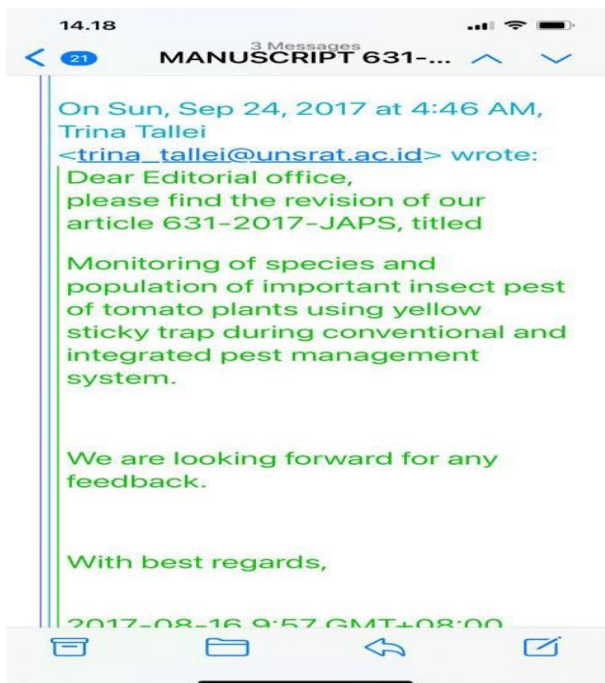 14.18
3 Messages
21
MANUSCRIPT 631-...
On Sun, Sep 24, 2017 at 4:46 AM,
Trina Tallei
<trina_tallei@unsrat.ac.id> wrote:
Dear Editorial office,
please find the revision of our
article 631-2017-JAPS, titled
Monitoring of species and
population of important insect pest
of tomato plants using yellow
sticky trap during conventional and
integrated pest management
system.
We are looking forward for any
feedback.
With best regards,
2017-08-16 9:57 GMT+08:00